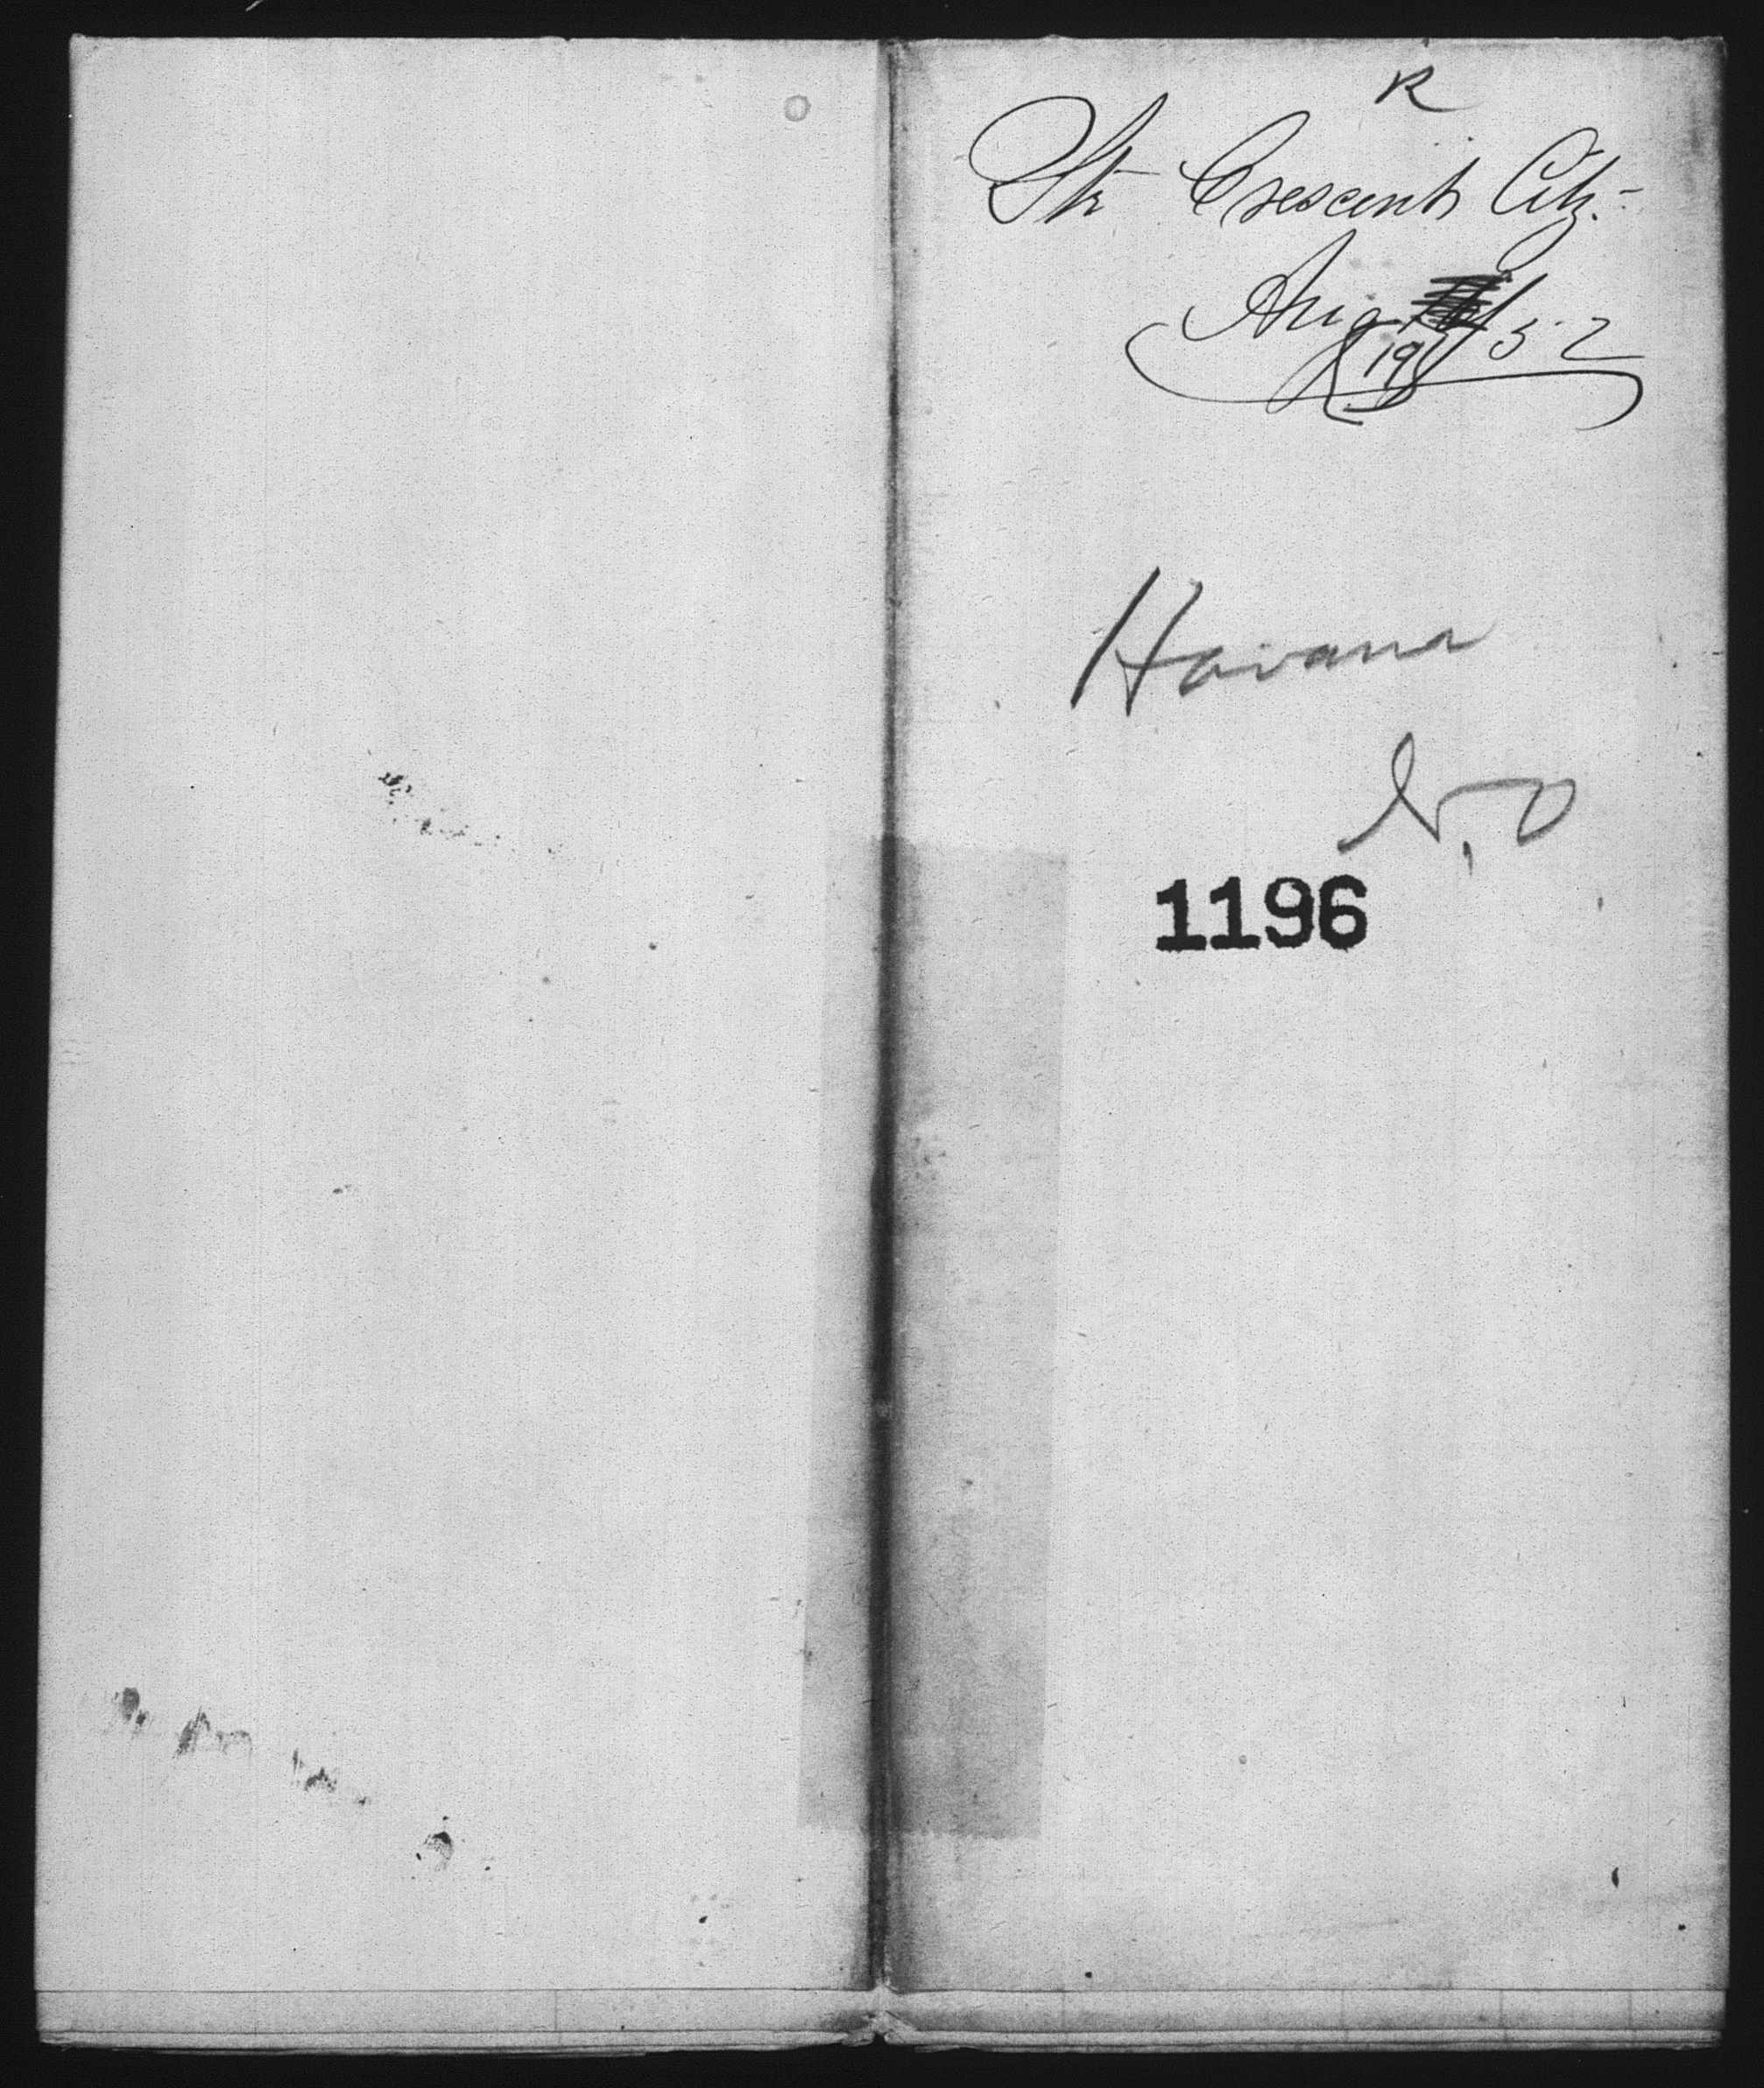 R
Str Crescent City.
Aug /52
19
Havana
N.O
1196